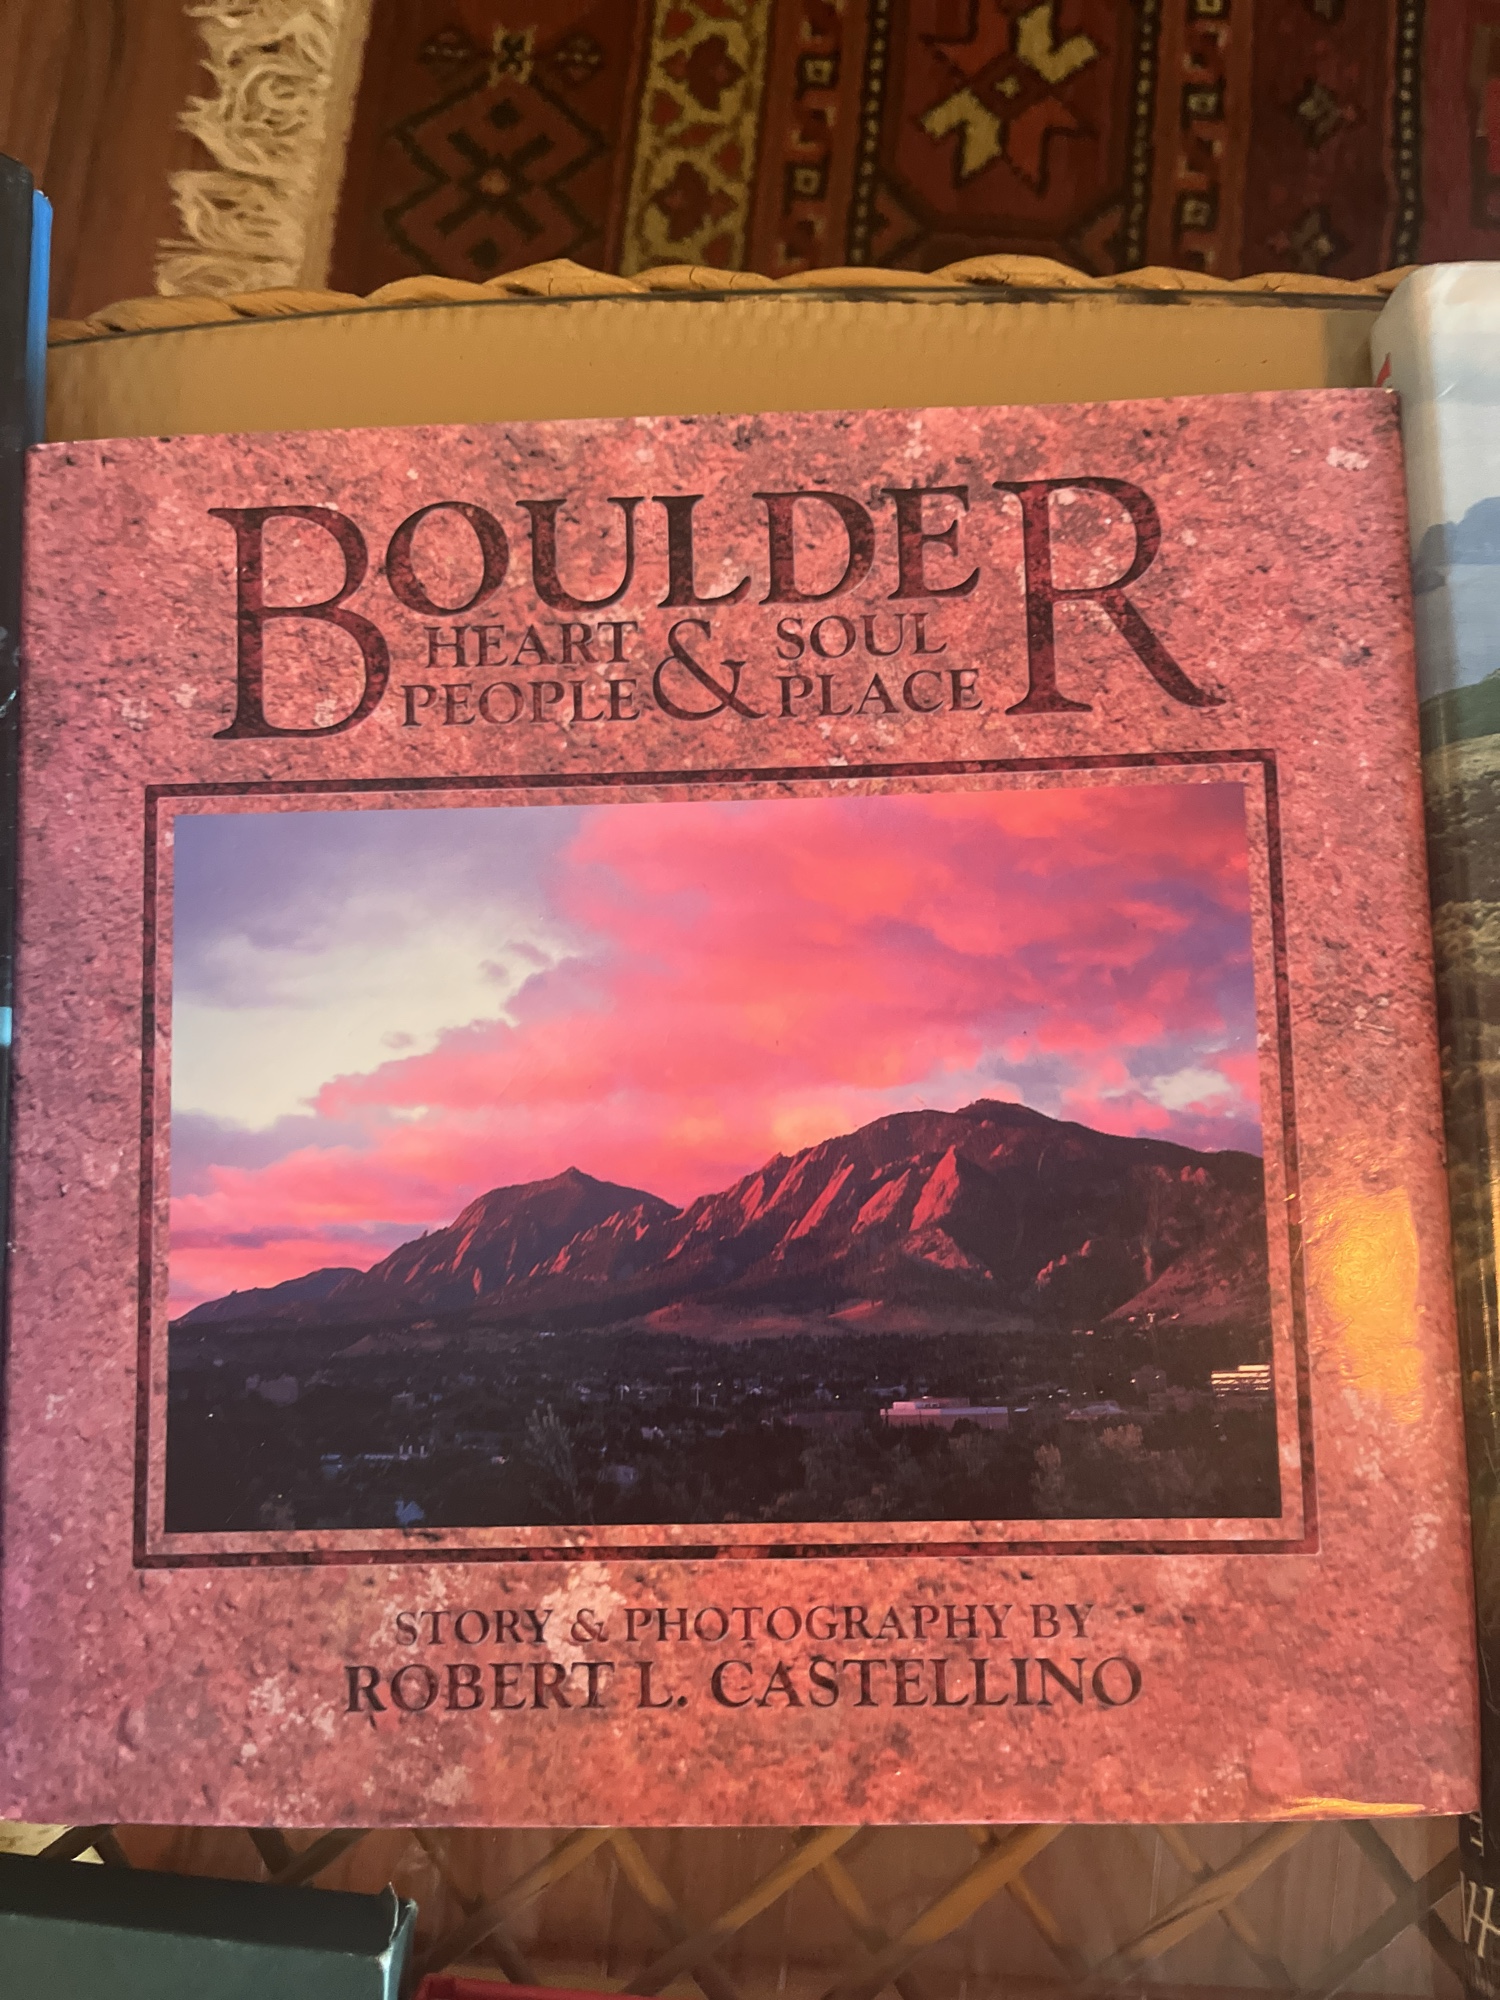 BOULDER
HEART & SOUL
PEOPLE & PLACE
STORY & PHOTOGRAPHY BY
ROBERT L. CASTELLINO